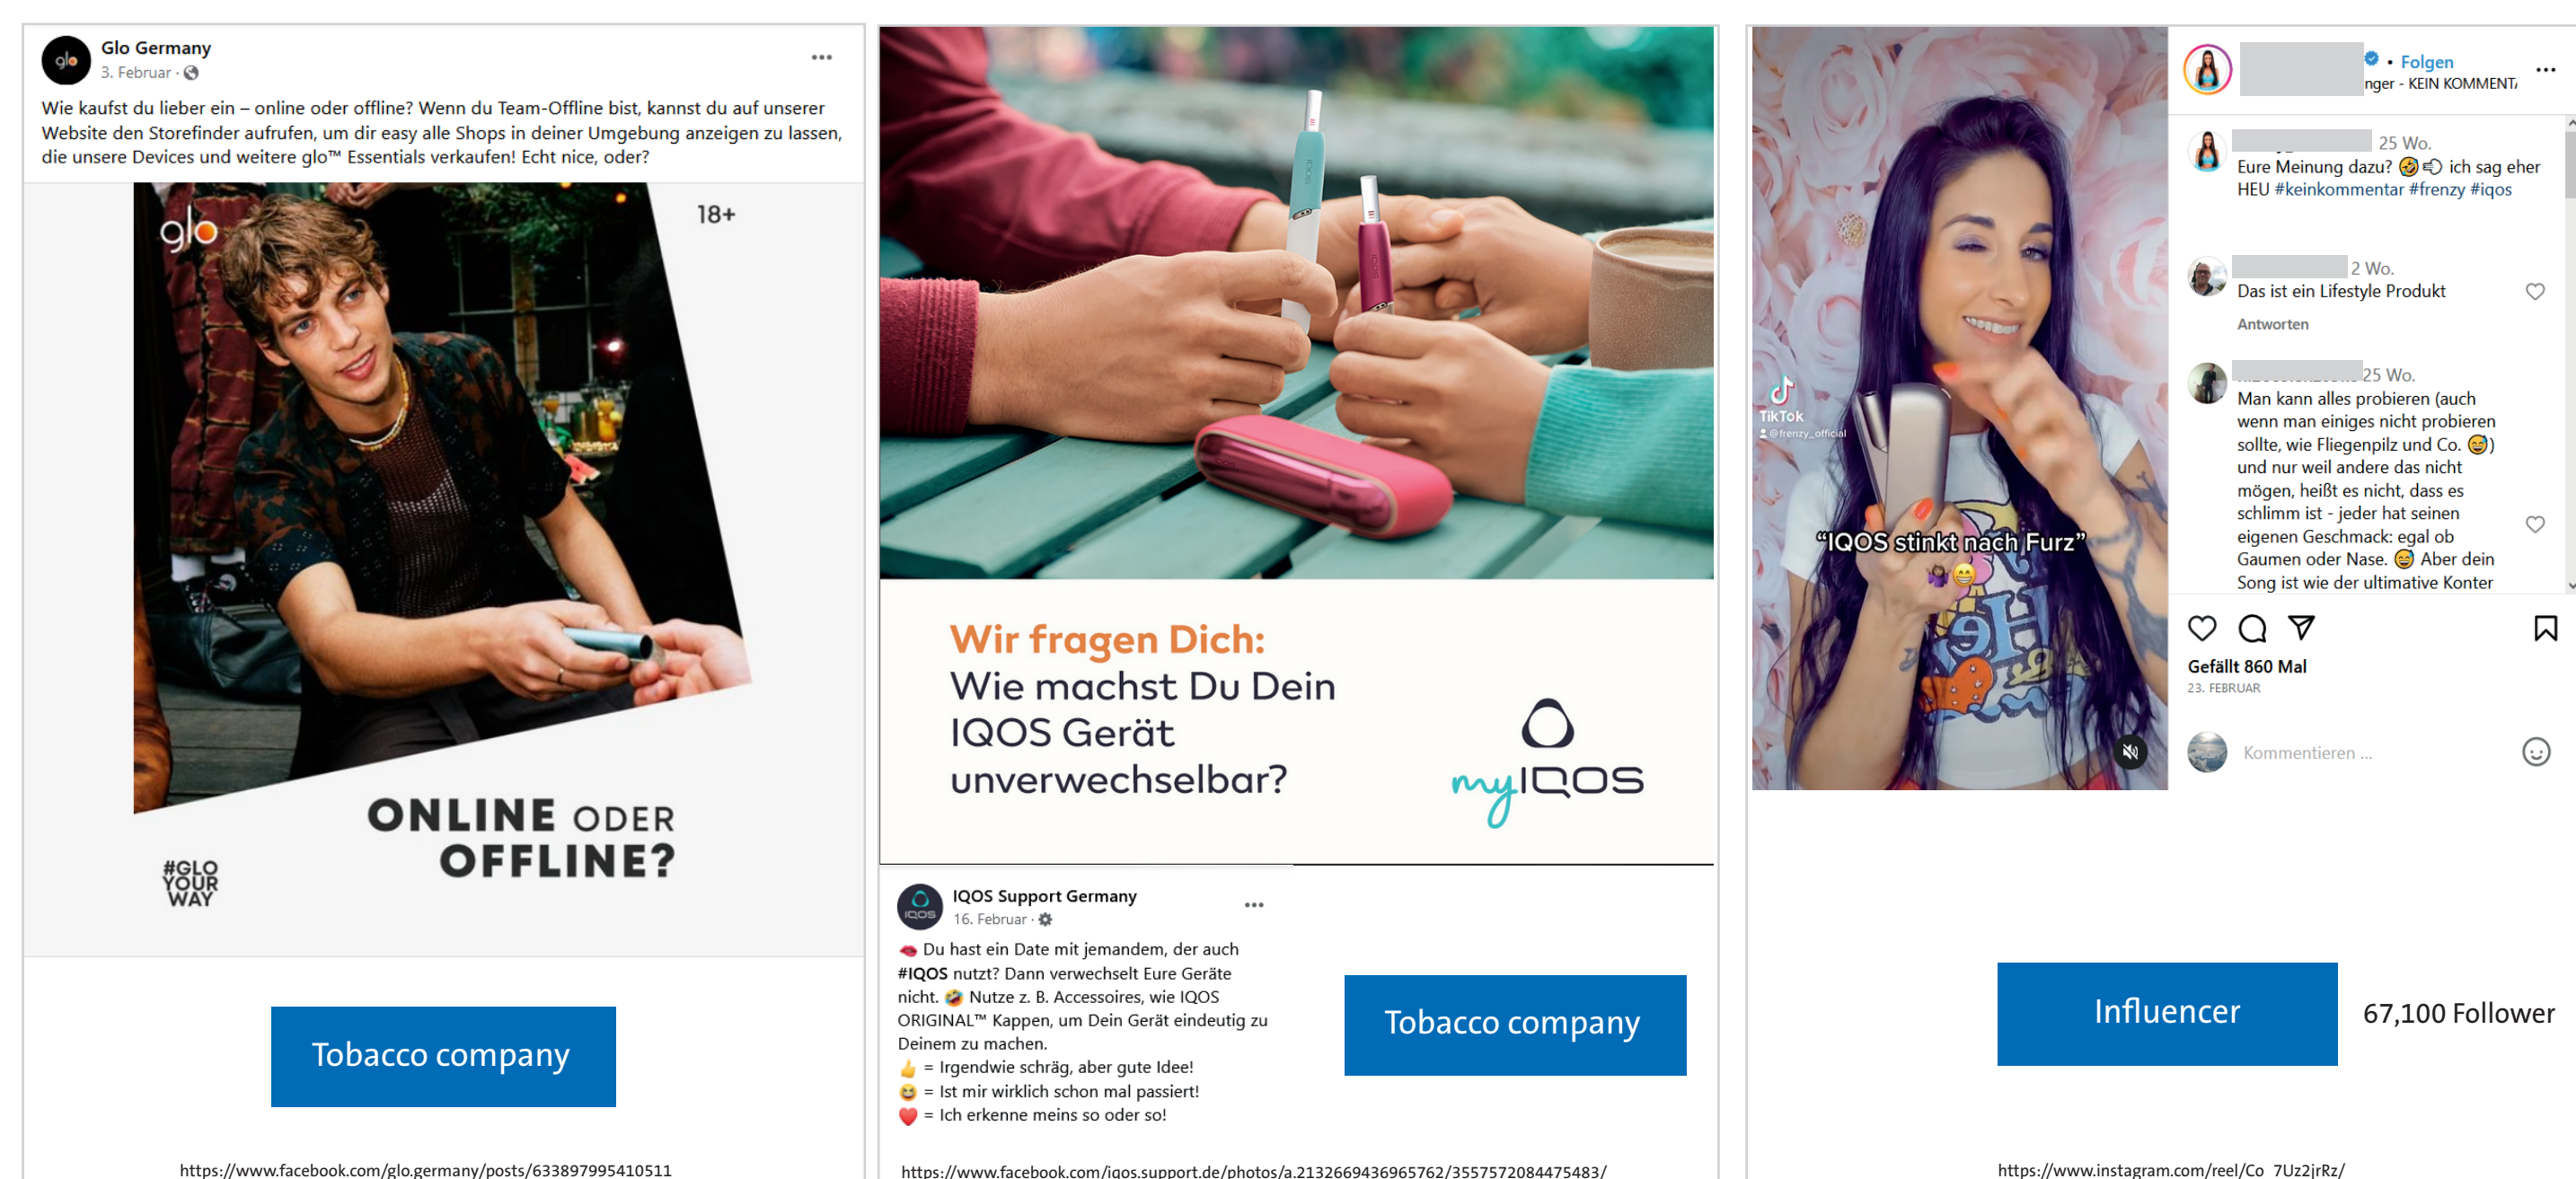 glo
Glo Germany
3. Februar ·
Wie kaufst du lieber ein – online oder offline? Wenn du Team-Offline bist, kannst du auf unserer
Website den Storefinder aufrufen, um dir easy alle Shops in deiner Umgebung anzeigen zu lassen,
die unsere Devices und weitere glo™ Essentials verkaufen! Echt nice, oder?
glo
18+
ONLINE ODER
OFFLINE?
#GLO
YOUR
WAY
Tobacco company
https://www.facebook.com/glo.germany/posts/633897995410511
IQOS
IQOS
Wir fragen Dich:
Wie machst Du Dein
IQOS Gerät
unverwechselbar?
myIQOS
IQOS
IQOS Support Germany
16. Februar ·
👄 Du hast ein Date mit jemandem, der auch
#IQOS nutzt? Dann verwechselt Eure Geräte
nicht. 🤣 Nutze z. B. Accessoires, wie IQOS
ORIGINAL™ Kappen, um Dein Gerät eindeutig zu
Deinem zu machen.
👍 = Irgendwie schräg, aber gute Idee!
😆 = Ist mir wirklich schon mal passiert!
❤️ = Ich erkenne meins so oder so!
Tobacco company
https://www.facebook.com/iqos.support.de/photos/a.2132669436965762/3557572084475483/
TikTok
@frenzy_official
"IQOS stinkt nach Furz"
🤷🏾‍♀️😁
• Folgen
nger - KEIN KOMMENT
25 Wo.
Eure Meinung dazu? 🤣💨 ich sag eher
HEU #keinkommentar #frenzy #iqos
2 Wo.
Das ist ein Lifestyle Produkt
Antworten
25 Wo.
Man kann alles probieren (auch
wenn man einiges nicht probieren
sollte, wie Fliegenpilz und Co. 😅)
und nur weil andere das nicht
mögen, heißt es nicht, dass es
schlimm ist - jeder hat seinen
eigenen Geschmack: egal ob
Gaumen oder Nase. 😅 Aber dein
Song ist wie der ultimative Konter
Gefällt 860 Mal
23. FEBRUAR
Kommentieren ...
Influencer
67,100 Follower
https://www.instagram.com/reel/Co_7Uz2jrRz/